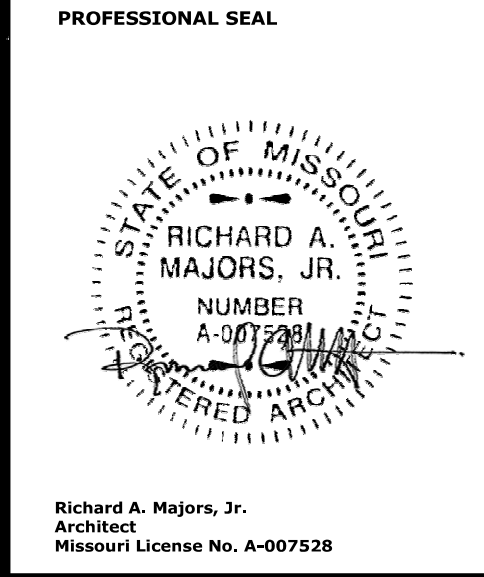 PROFESSIONAL SEAL
STATE OF MISSOURI
RICHARD A.
MAJORS, JR.
NUMBER
A-007528
REGISTERED ARCHITECT
Richard A. Majors, Jr.
Architect
Missouri License No. A-007528